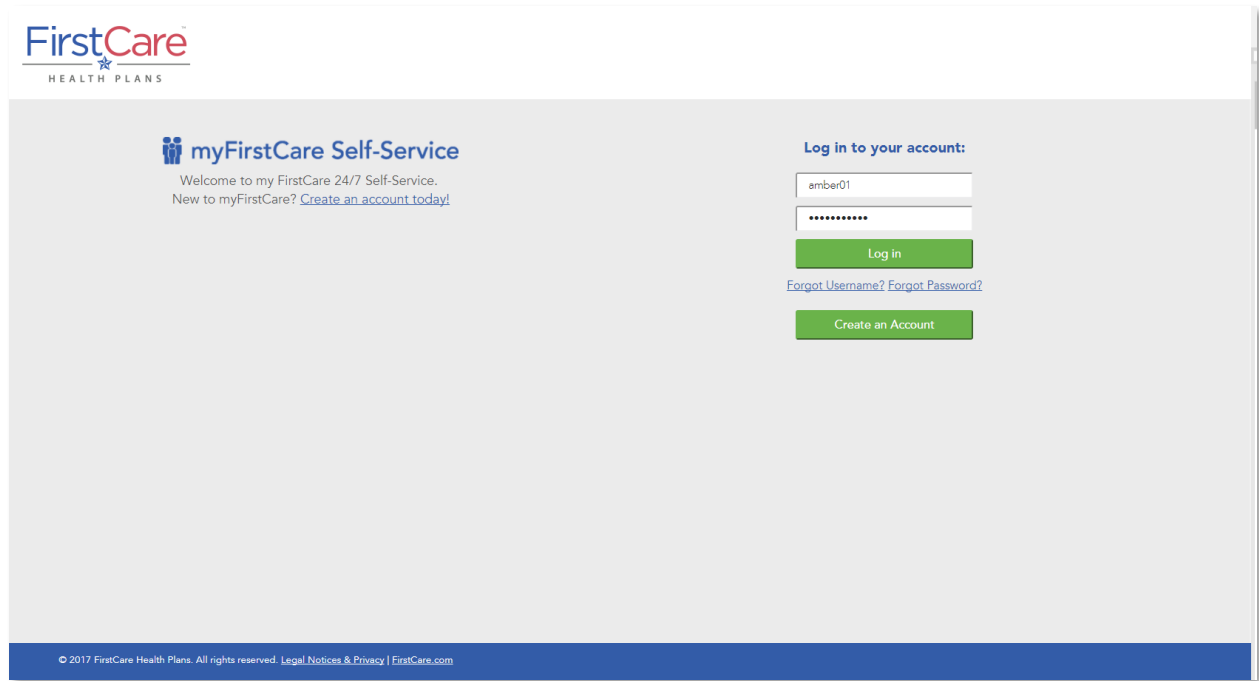 FirstCare™
HEALTH PLANS
myFirstCare Self-Service
Welcome to my FirstCare 24/7 Self-Service.
New to myFirstCare? Create an account today!
Log in to your account:
amber01
•••••••••••
Log in
Forgot Username? Forgot Password?
Create an Account
© 2017 FirstCare Health Plans. All rights reserved. Legal Notices & Privacy | FirstCare.com